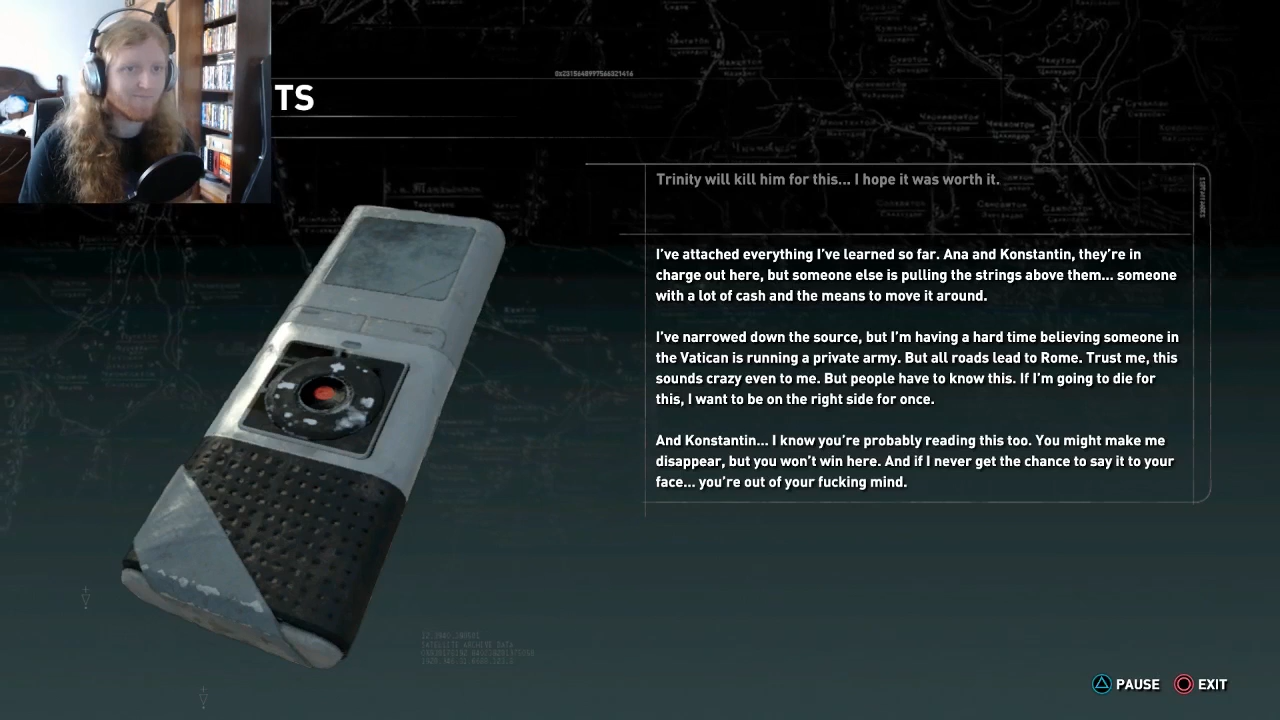 0x2315648997566321416
TS
Trinity will kill him for this... I hope it was worth it.
I've attached everything I've learned so far. Ana and Konstantin, they're in
charge out here, but someone else is pulling the strings above them... someone
with a lot of cash and the means to move it around.
I've narrowed down the source, but I'm having a hard time believing someone in
the Vatican is running a private army. But all roads lead to Rome. Trust me, this
sounds crazy even to me. But people have to know this. If I'm going to die for
this, I want to be on the right side for once.
And Konstantin... I know you're probably reading this too. You might make me
disappear, but you won't win here. And if I never get the chance to say it to your
face... you're out of your fucking mind.
SATELLITE ARCHIVE DATA
PAUSE EXIT